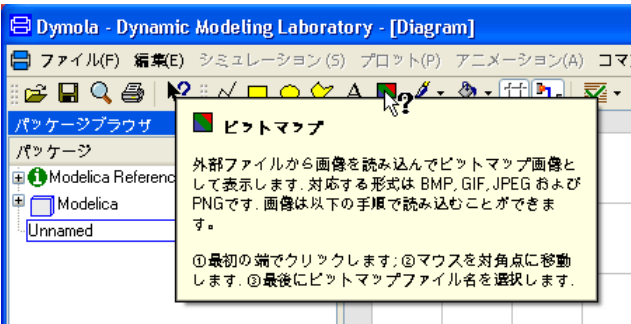 Dymola - Dynamic Modeling Laboratory - [Diagram]
ファイル(F) 編集(E) シミュレーション(S) プロット(P) アニメーション(A) コマ
パッケージブラウザ
パッケージ
Modelica Referenc
Modelica
Unnamed
ビットマップ
外部ファイルから画像を読み込んでビットマップ画像と
して表示します. 対応する形式は BMP, GIF, JPEG および
PNGです. 画像は以下の手順で読み込むことができま
す。
①最初の端でクリックします; ②マウスを対角点に移動
します. ③最後にビットマップファイル名を選択します.